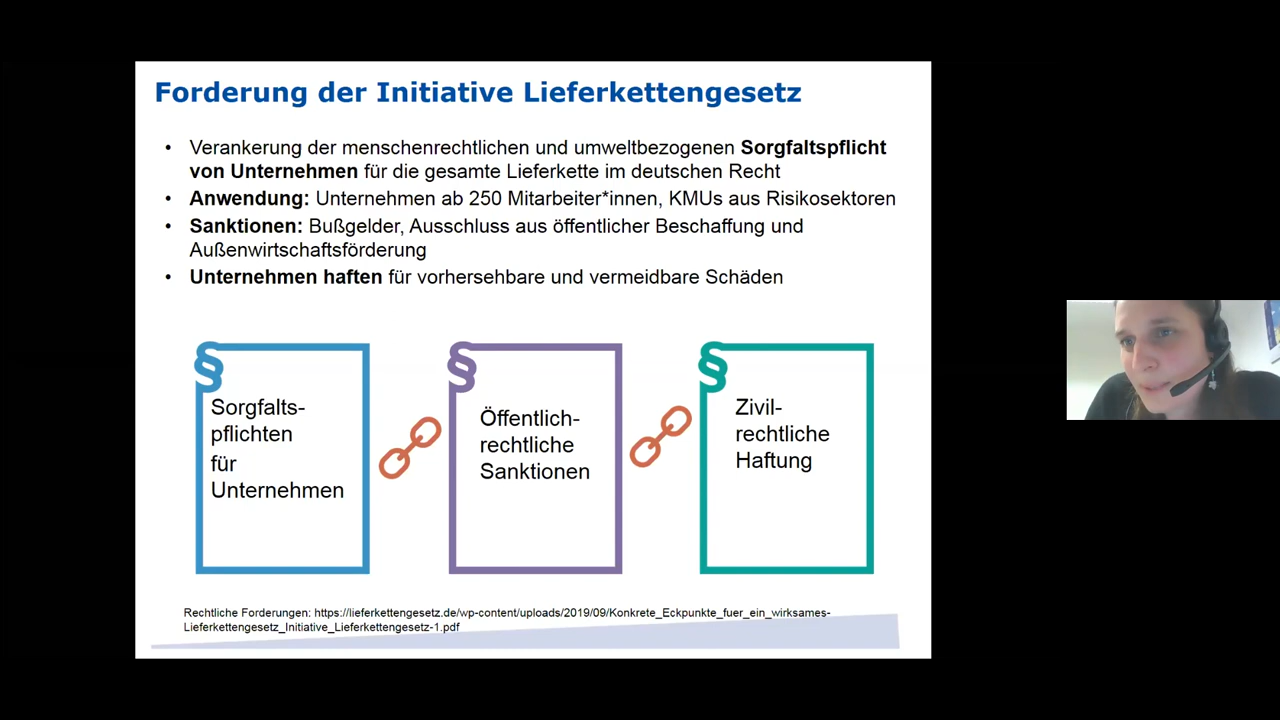 Forderung der Initiative Lieferkettengesetz
• Verankerung der menschenrechtlichen und umweltbezogenen Sorgfaltspflicht
von Unternehmen für die gesamte Lieferkette im deutschen Recht
• Anwendung: Unternehmen ab 250 Mitarbeiter*innen, KMUs aus Risikosektoren
• Sanktionen: Bußgelder, Ausschluss aus öffentlicher Beschaffung und
Außenwirtschaftsförderung
• Unternehmen haften für vorhersehbare und vermeidbare Schäden
§
Sorgfalts-
pflichten
für
Unternehmen
§
Öffentlich-
rechtliche
Sanktionen
§
Zivil-
rechtliche
Haftung
Rechtliche Forderungen: https://lieferkettengesetz.de/wp-content/uploads/2019/09/Konkrete_Eckpunkte_fuer_ein_wirksames-
Lieferkettengesetz_Initiative_Lieferkettengesetz-1.pdf